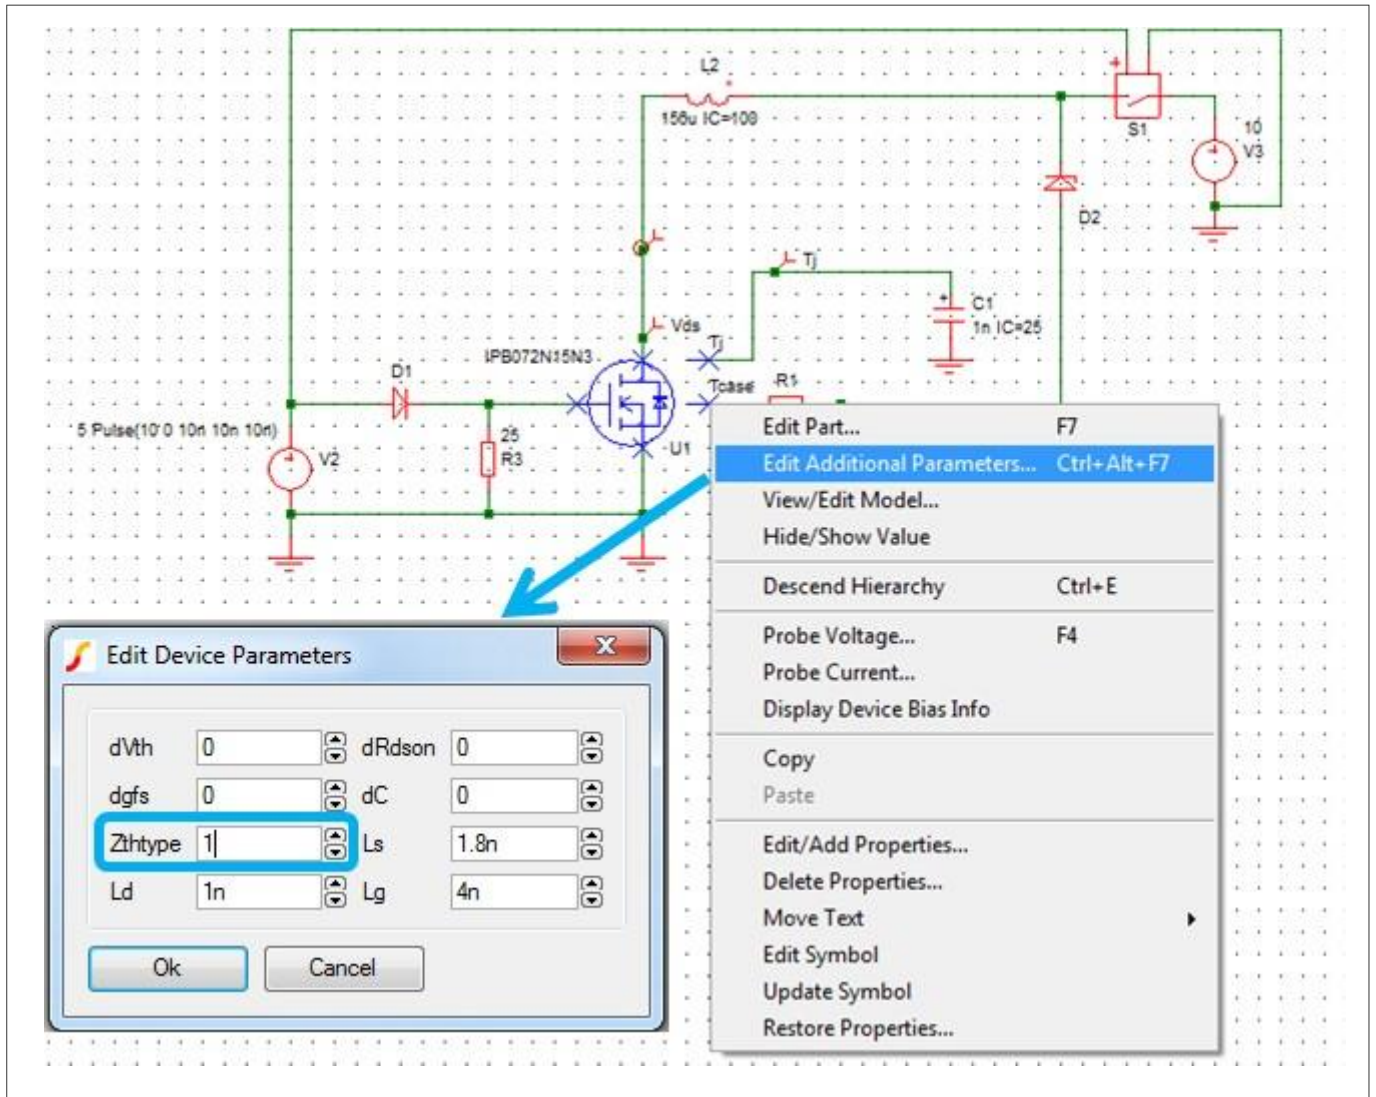 L2
156u IC=108
S1
10
V3
D2
Tj
C1
1n IC=25
Vds
IPB072N15N3
Tj
D1
Tcase
R1
5 Pulse(10 0 10n 10n 10n)
V2
25
R3
U1
Edit Part... F7
Edit Additional Parameters... Ctrl+Alt+F7
View/Edit Model...
Hide/Show Value
Descend Hierarchy Ctrl+E
Probe Voltage... F4
Probe Current...
Display Device Bias Info
Copy
Paste
Edit/Add Properties...
Delete Properties...
Move Text
Edit Symbol
Update Symbol
Restore Properties...
Edit Device Parameters
dVth 0 dRdson 0
dgfs 0 dC 0
Zthtype 1 Ls 1.8n
Ld 1n Lg 4n
Ok Cancel